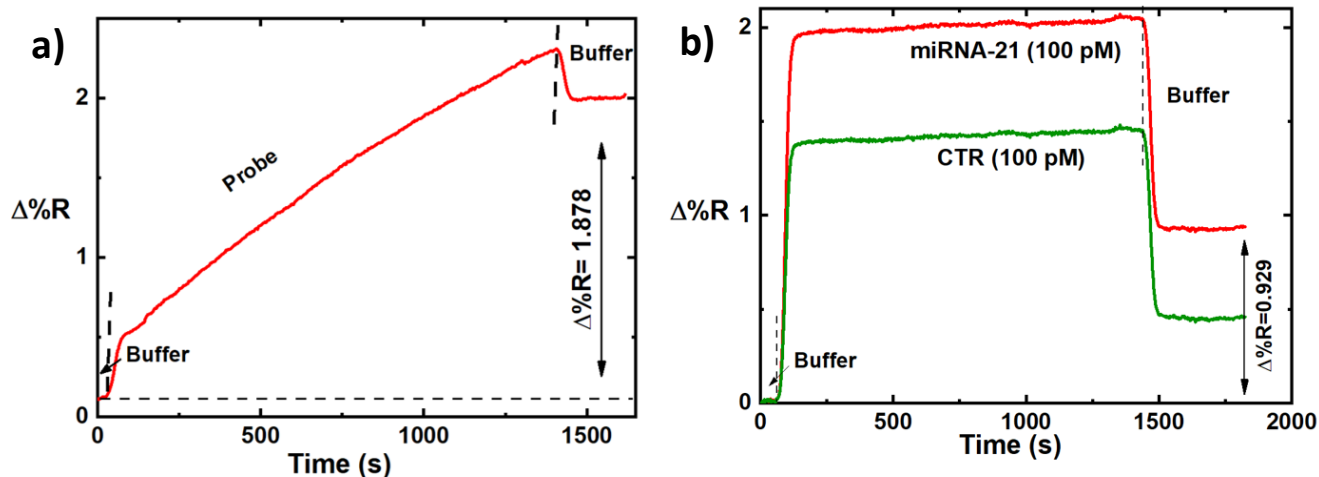 a)
Buffer
2
Probe
Δ%R
1
Δ%R= 1.878
Buffer
0
0
500
1000
1500
Time (s)
b)
2
miRNA-21 (100 pM)
Buffer
CTR (100 pM)
Δ%R
1
Δ%R=0.929
Buffer
0
0
500
1000
1500
2000
Time (s)